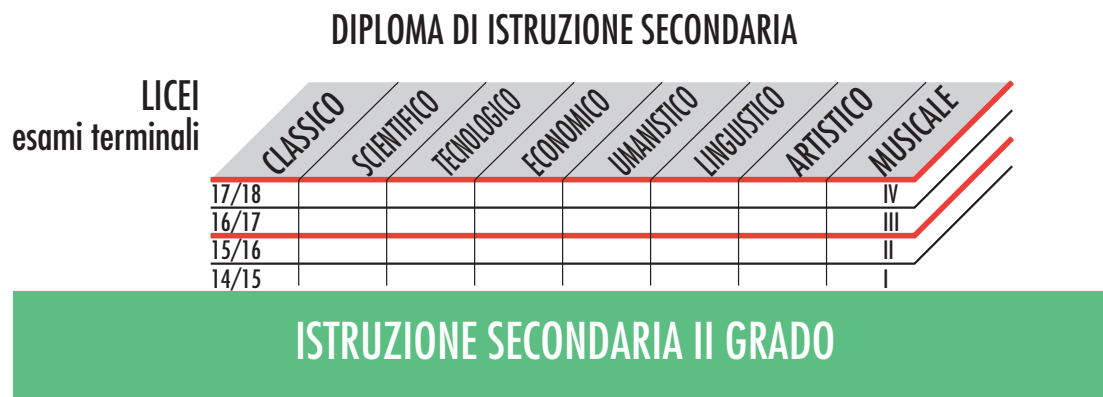 DIPLOMA DI ISTRUZIONE SECONDARIA
LICEI
esami terminali
CLASSICO
SCIENTIFICO
TECNOLOGICO
ECONOMICO
UMANISTICO
LINGUISTICO
ARTISTICO
MUSICALE
17/18 IV
16/17 III
15/16 II
14/15 I
ISTRUZIONE SECONDARIA II GRADO